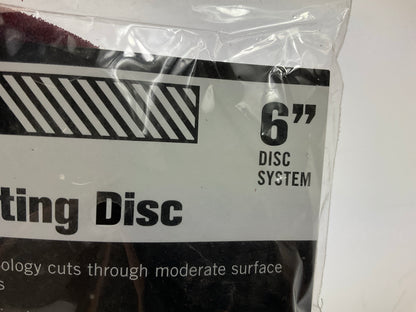 6”
DISC
SYSTEM
ting Disc
ology cuts through moderate surface
s